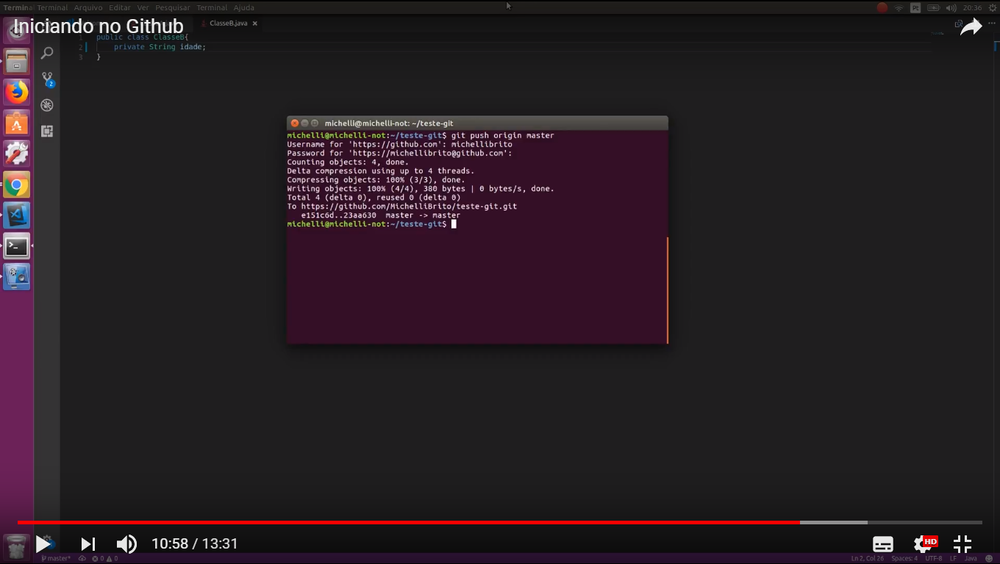 Terminal Terminal Arquivo Editar Ver Pesquisar Terminal Ajuda
Pt 20:36
Iniciando no Github
ClasseB.java ×
1 public class ClasseB{
2 private String idade;
3 }
2
michelli@michelli-not: ~/teste-git
michelli@michelli-not:~/teste-git$ git push origin master
Username for 'https://github.com': michellibrito
Password for 'https://michellibrito@github.com':
Counting objects: 4, done.
Delta compression using up to 4 threads.
Compressing objects: 100% (3/3), done.
Writing objects: 100% (4/4), 380 bytes | 0 bytes/s, done.
Total 4 (delta 0), reused 0 (delta 0)
To https://github.com/MichelliBrito/teste-git.git
e151c6d..23aa630 master -> master
michelli@michelli-not:~/teste-git$
10:58 / 13:31
HD
master* 0 0
Ln 2, Col 26 Spaces: 4 UTF-8 LF Java